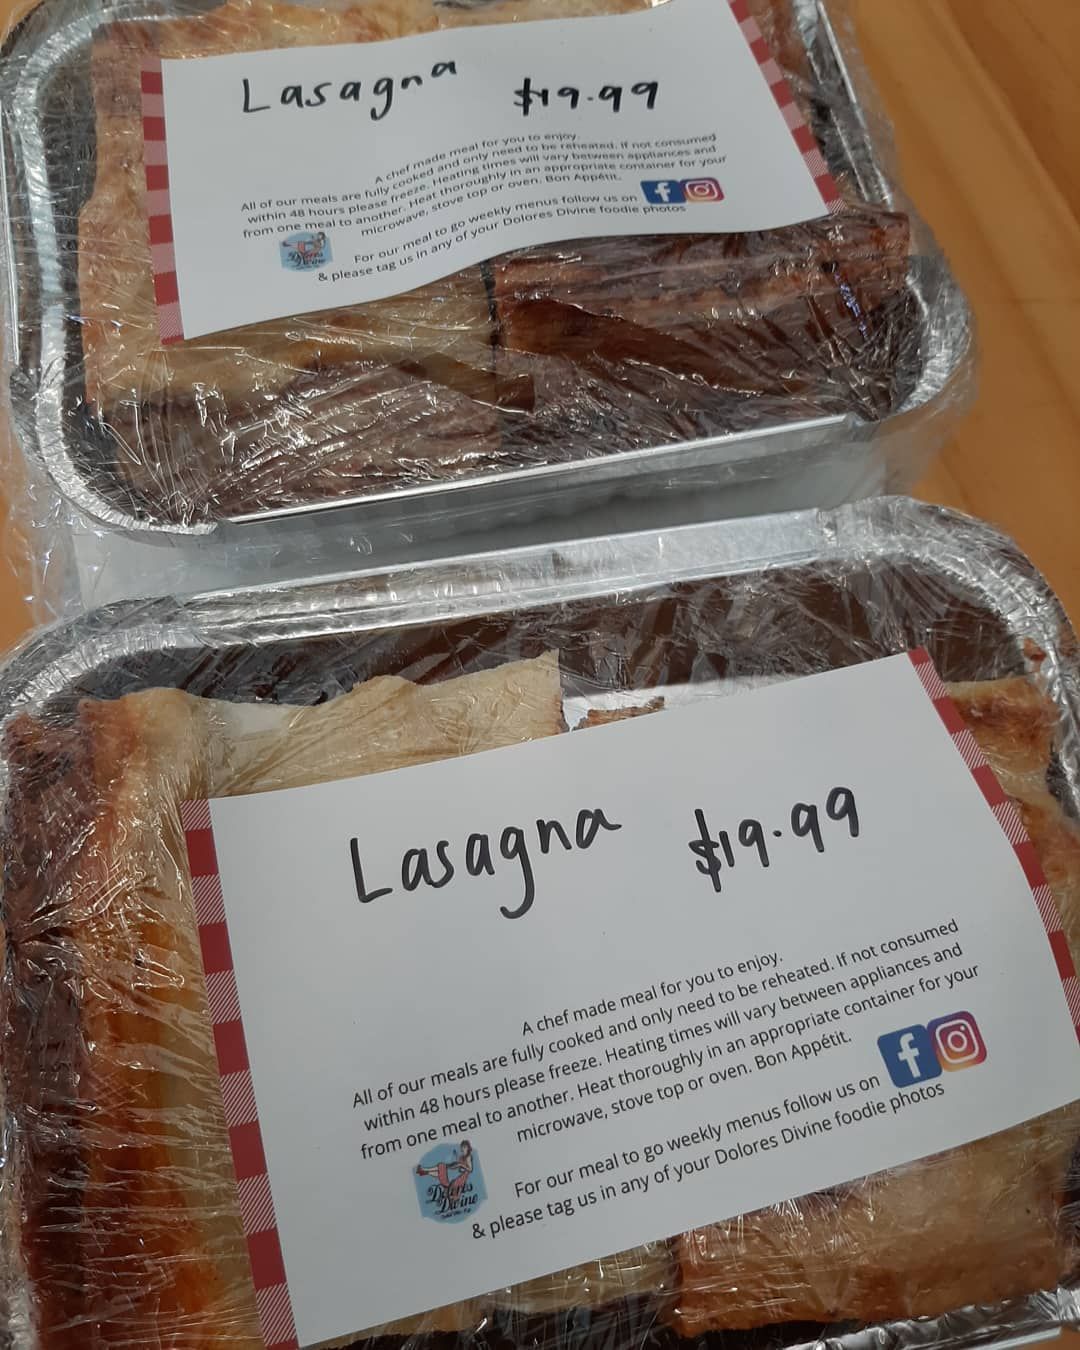 Lasagna $19.99
A chef made meal for you to enjoy.
All of our meals are fully cooked and only need to be reheated. If not consumed
within 48 hours please freeze. Heating times will vary between appliances and
from one meal to another. Heat thoroughly in an appropriate container for your
microwave, stove top or oven. Bon Appétit.
For our meal to go weekly menus follow us on
& please tag us in any of your Dolores Divine foodie photos
Dolores
Divine
Lasagna $19.99
A chef made meal for you to enjoy.
All of our meals are fully cooked and only need to be reheated. If not consumed
within 48 hours please freeze. Heating times will vary between appliances and
from one meal to another. Heat thoroughly in an appropriate container for your
microwave, stove top or oven. Bon Appétit.
For our meal to go weekly menus follow us on
& please tag us in any of your Dolores Divine foodie photos
Dolores
Divine